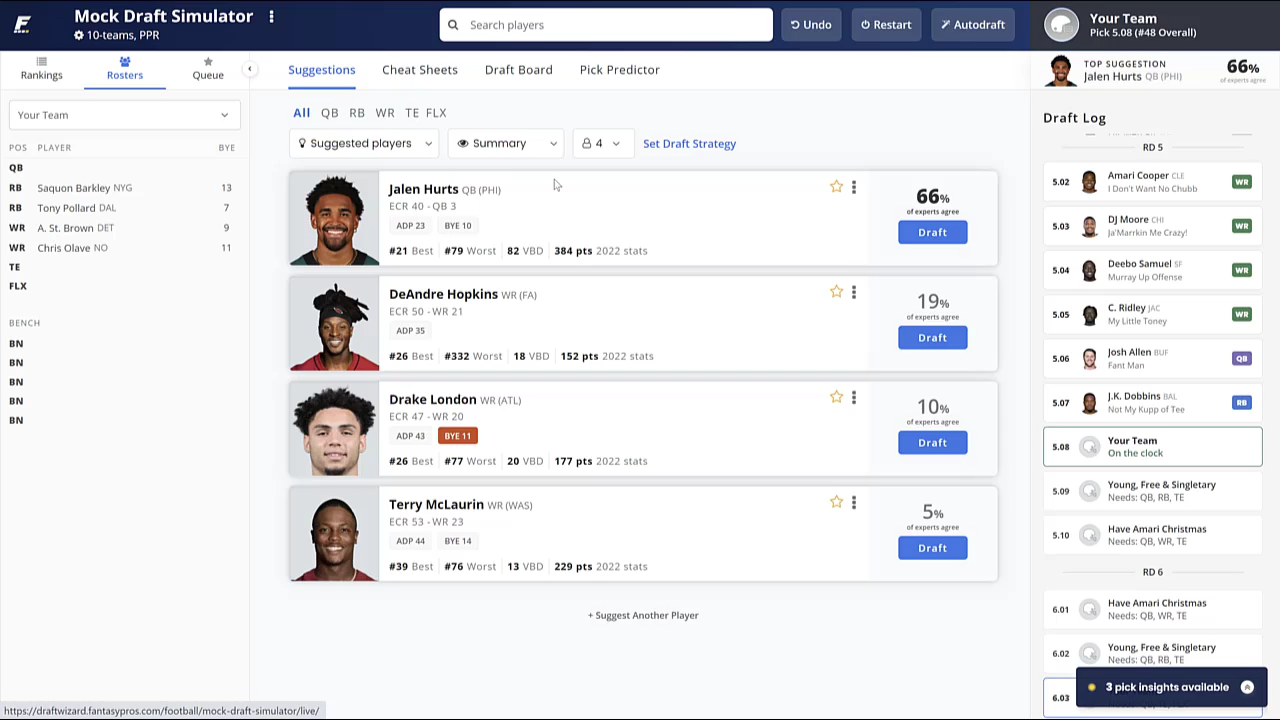 Mock Draft Simulator
10-teams, PPR
Search players
Undo
Restart
Autodraft
Your Team
Pick 5.08 (#48 Overall)
Rankings
Rosters
Queue
Suggestions
Cheat Sheets
Draft Board
Pick Predictor
TOP SUGGESTION
Jalen Hurts QB (PHI)
66%
of experts agree
Your Team
POS PLAYER BYE
QB
RB Saquon Barkley NYG 13
RB Tony Pollard DAL 7
WR A. St. Brown DET 9
WR Chris Olave NO 11
TE
FLX
BENCH
BN
BN
BN
BN
BN
All QB RB WR TE FLX
Suggested players
Summary
4
Set Draft Strategy
Jalen Hurts QB (PHI)
ECR 40 - QB 3
ADP 23 BYE 10
#21 Best #79 Worst 82 VBD 384 pts 2022 stats
66%
of experts agree
Draft
DeAndre Hopkins WR (FA)
ECR 50 - WR 21
ADP 35
#26 Best #332 Worst 18 VBD 152 pts 2022 stats
19%
of experts agree
Draft
Drake London WR (ATL)
ECR 47 - WR 20
ADP 43 BYE 11
#26 Best #77 Worst 20 VBD 177 pts 2022 stats
10%
of experts agree
Draft
Terry McLaurin WR (WAS)
ECR 53 - WR 23
ADP 44 BYE 14
#39 Best #76 Worst 13 VBD 229 pts 2022 stats
5%
of experts agree
Draft
+ Suggest Another Player
Draft Log
RD 5
5.02 Amari Cooper CLE WR
I Don't Want No Chubb
5.03 DJ Moore CHI WR
Ja'Marrkin Me Crazy!
5.04 Deebo Samuel SF WR
Murray Up Offense
5.05 C. Ridley JAC WR
My Little Toney
5.06 Josh Allen BUF QB
Fant Man
5.07 J.K. Dobbins BAL RB
Not My Kupp of Tee
5.08 Your Team
On the clock
5.09 Young, Free & Singletary
Needs: QB, RB, TE
5.10 Have Amari Christmas
Needs: QB, WR, TE
RD 6
6.01 Have Amari Christmas
Needs: QB, WR, TE
6.02 Young, Free & Singletary
Needs: QB, RB, TE
6.03
3 pick insights available
https://draftwizard.fantasypros.com/football/mock-draft-simulator/live/